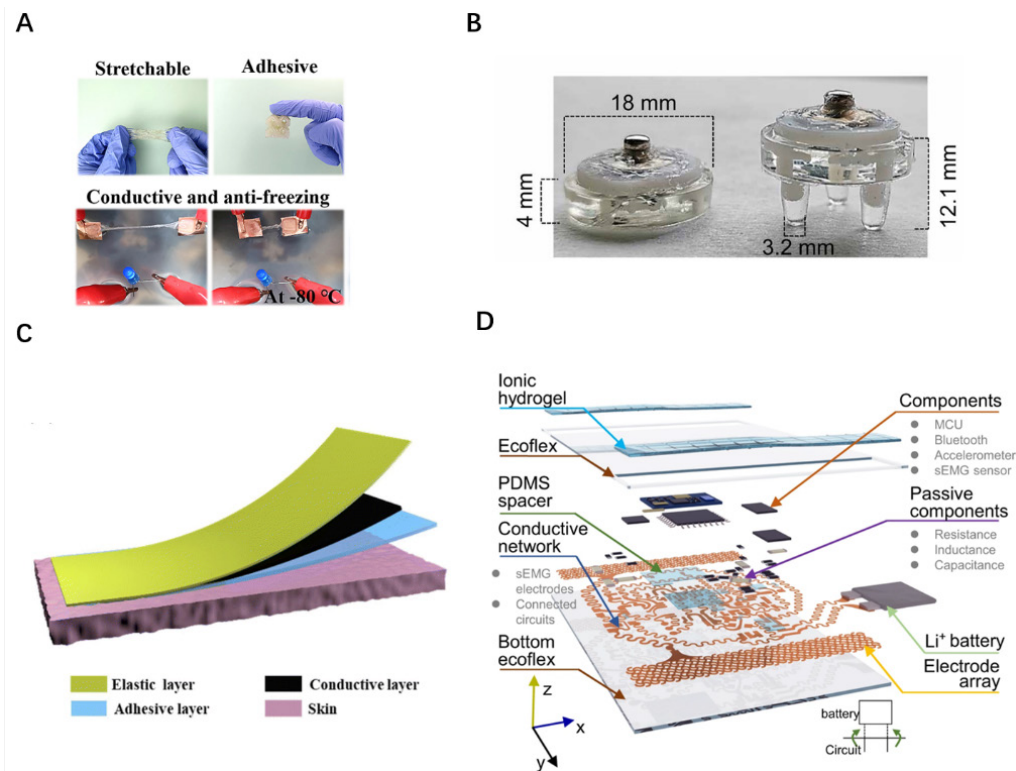 A
Stretchable
Adhesive
Conductive and anti-freezing
At -80 °C
B
18 mm
4 mm
3.2 mm
12.1 mm
C
Elastic layer
Conductive layer
Adhesive layer
Skin
D
Ionic
hydrogel
Ecoflex
PDMS
spacer
Conductive
network
sEMG
electrodes
Connected
circuits
Bottom
ecoflex
Components
MCU
Bluetooth
Accelerometer
sEMG sensor
Passive
components
Resistance
Inductance
Capacitance
Li⁺ battery
Electrode
array
z
x
y
battery
Circuit